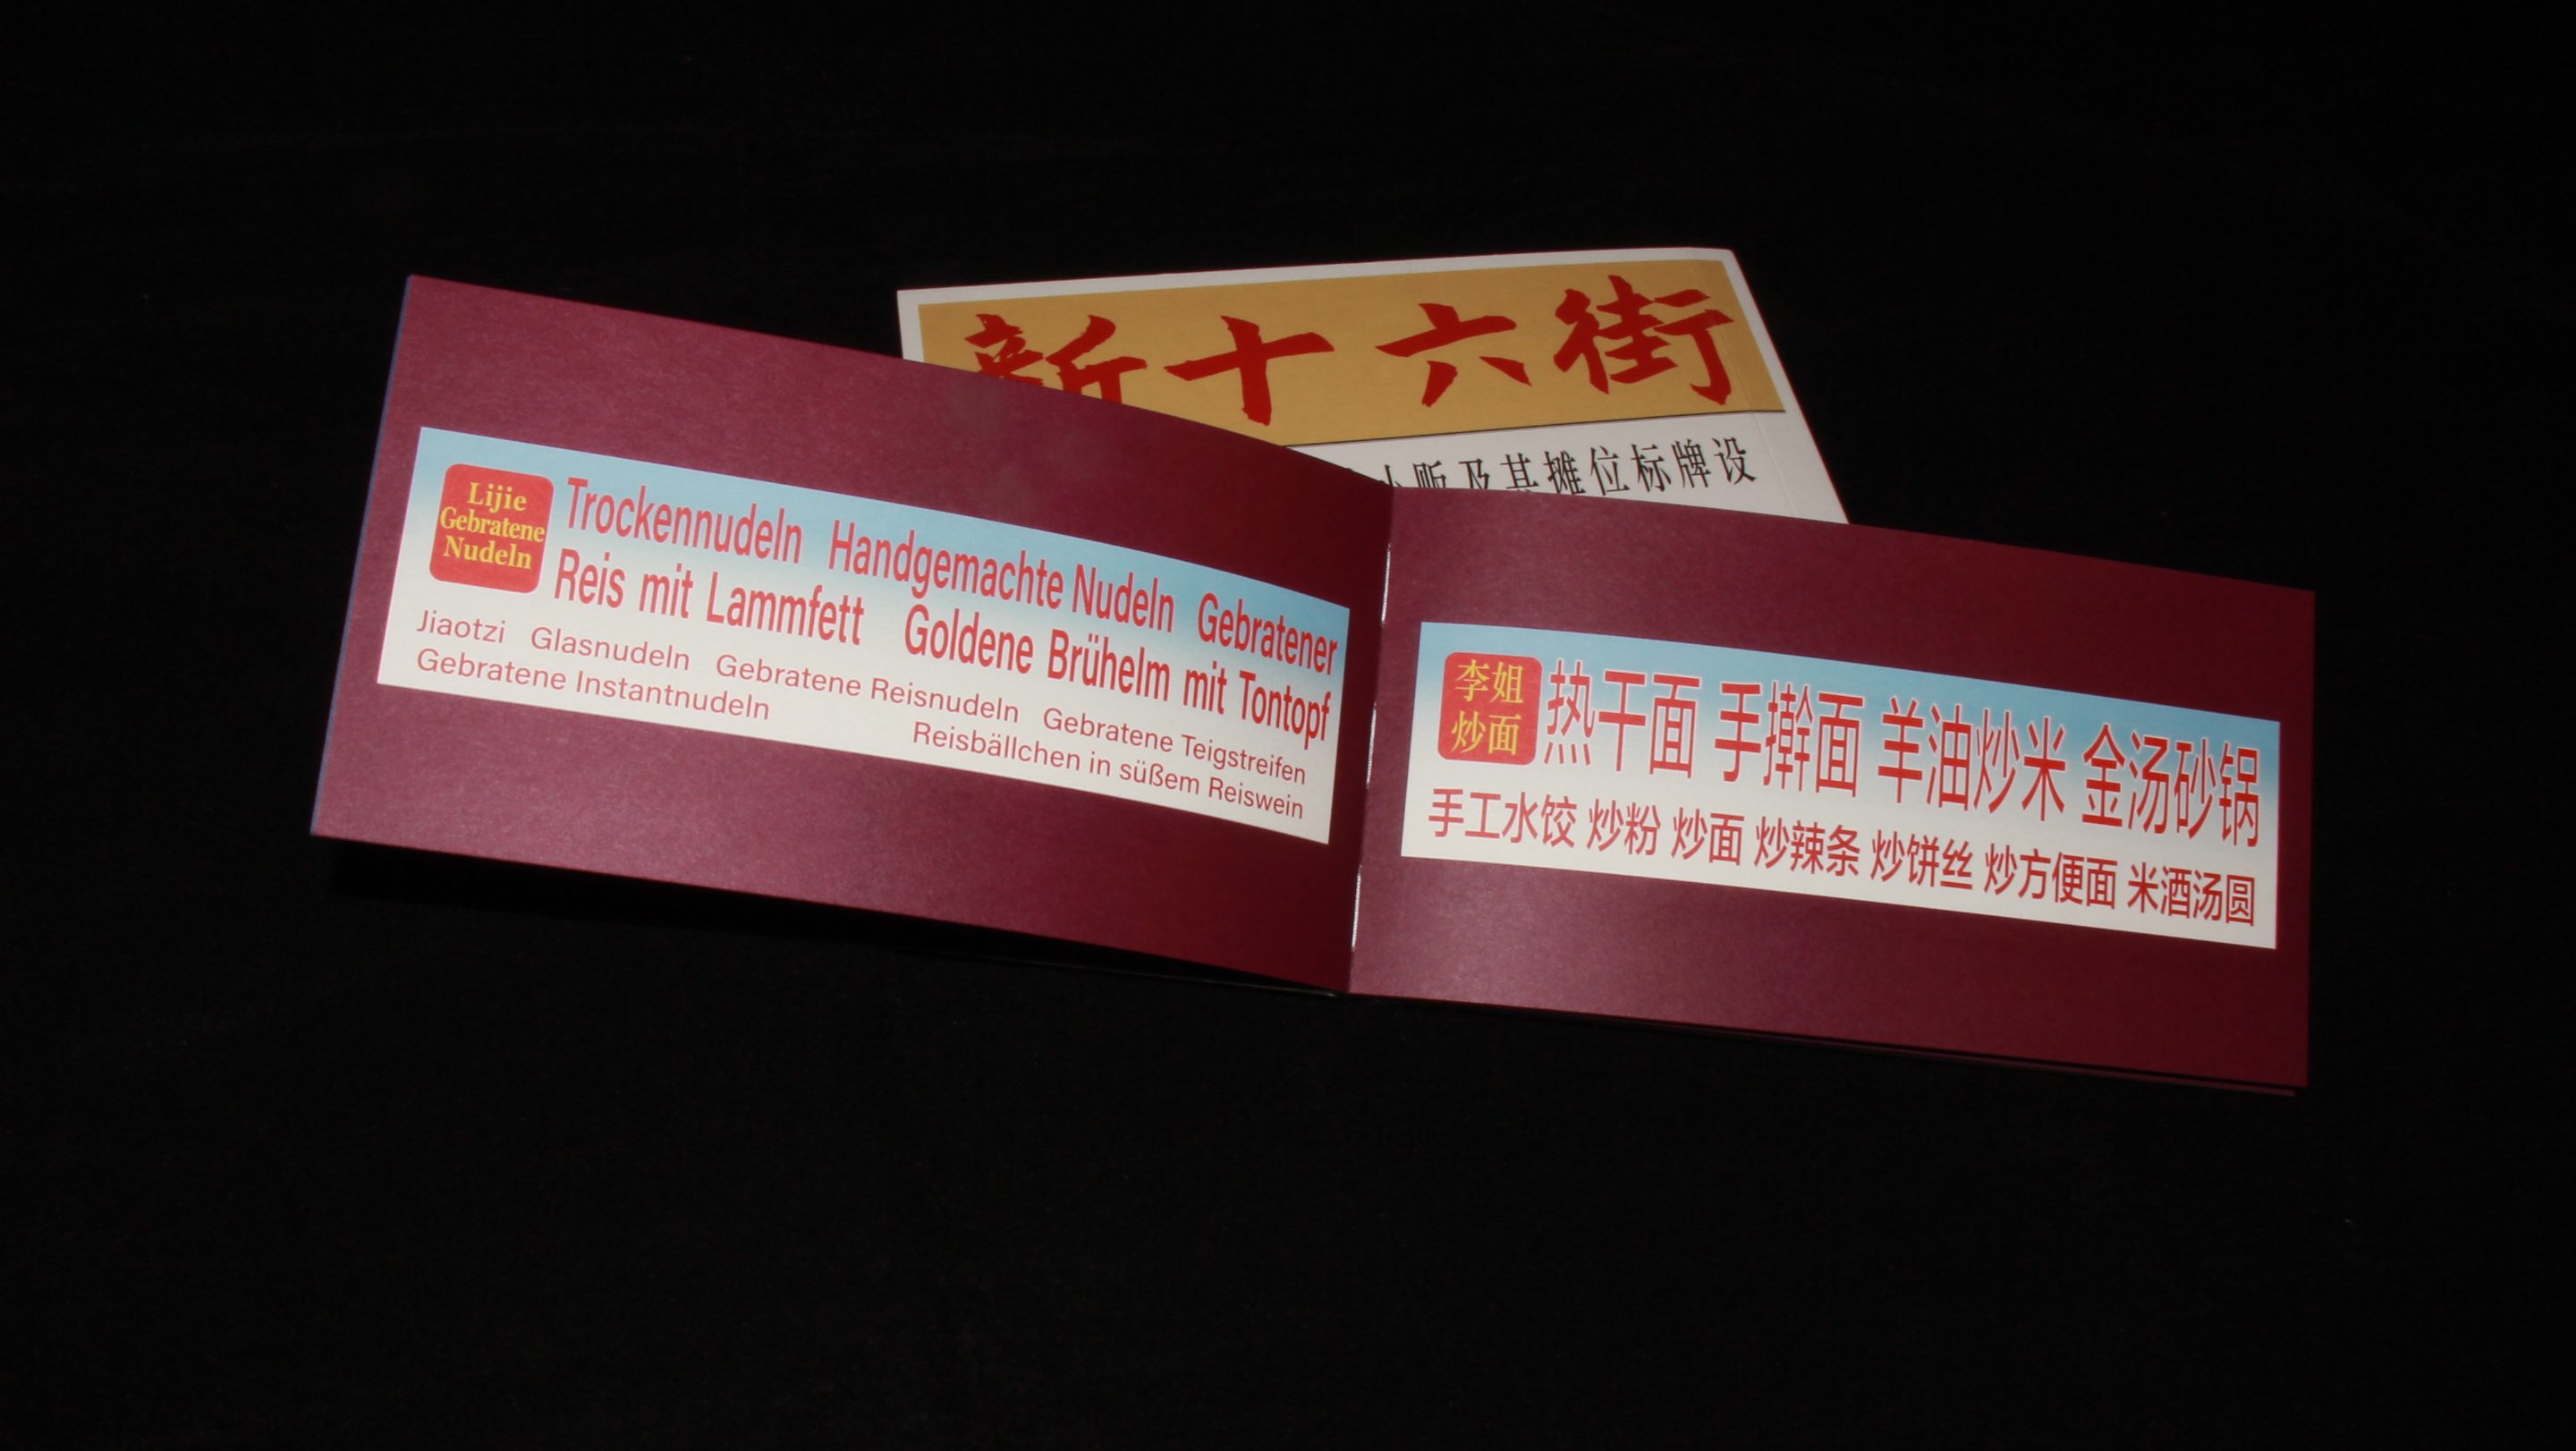 新十六街
小贩及其摊位标牌设
Lijie
Gebratene
Nudeln
Trockennudeln Handgemachte Nudeln Gebratener
Reis mit Lammfett Goldene Brühelm mit Tontopf
Jiaotzi Glasnudeln Gebratene Reisnudeln Gebratene Teigstreifen
Gebratene Instantnudeln Reisbällchen in süßem Reiswein
李姐
炒面
热干面 手擀面 羊油炒米 金汤砂锅
手工水饺 炒粉 炒面 炒辣条 炒饼丝 炒方便面 米酒汤圆